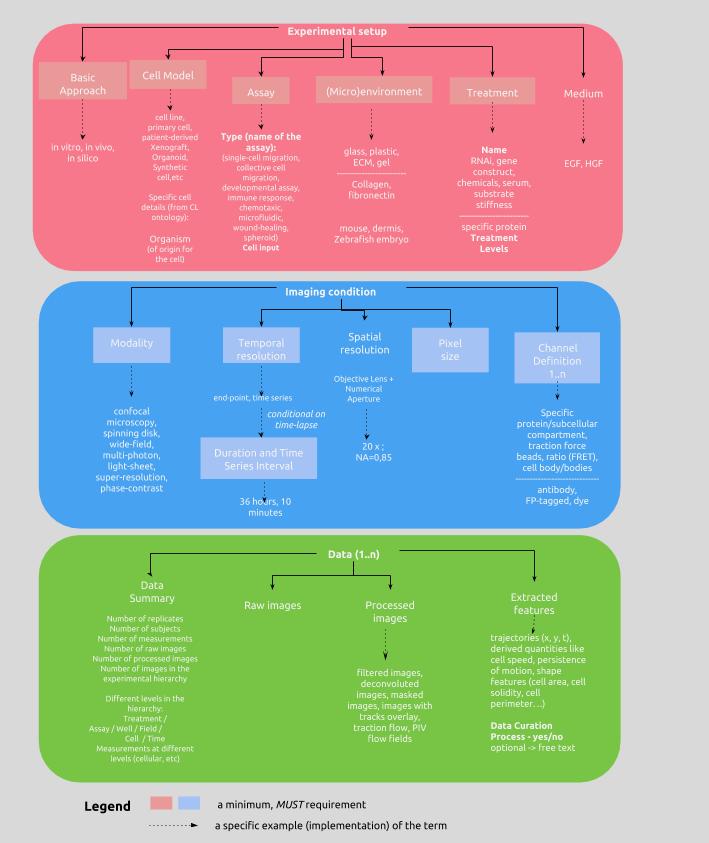 Experimental setup
Basic
Approach
in vitro, in vivo,
in silico
Cell Model
cell line,
primary cell,
patient-derived
Xenograft,
Organoid,
Synthetic
cell,etc
Specific cell
details (from CL
ontology):
Organism
(of origin for
the cell)
Assay
Type (name of the
assay):
(single-cell migration,
collective cell
migration,
developmental assay,
immune response,
chemotaxic,
microfluidic,
wound-healing,
spheroid)
Cell input
(Micro)environment
glass, plastic,
ECM, gel
Collagen,
fibronectin
mouse, dermis,
Zebrafish embryo
Treatment
Name
RNAi, gene
construct,
chemicals, serum,
substrate
stiffness
specific protein
Treatment
Levels
Medium
EGF, HGF
Imaging condition
Modality
confocal
microscopy,
spinning disk,
wide-field,
multi-photon,
light-sheet,
super-resolution,
phase-contrast
Temporal
resolution
end-point, time series
conditional on
time-lapse
Duration and Time
Series Interval
36 hours, 10
minutes
Spatial
resolution
Objective Lens +
Numerical
Aperture
20 x ;
NA=0,85
Pixel
size
Channel
Definition
1..n
Specific
protein/subcellular
compartment,
traction force
beads, ratio (FRET),
cell body/bodies
antibody,
FP-tagged, dye
Data (1..n)
Data
Summary
Number of replicates
Number of subjects
Number of measurements
Number of raw images
Number of processed images
Number of images in the
experimental hierarchy
Different levels in the
hierarchy:
Treatment /
Assay / Well / Field /
Cell / Time
Measurements at different
levels (cellular, etc)
Raw images
Processed
images
filtered images,
deconvoluted
images, masked
images, images with
tracks overlay,
traction flow, PIV
flow fields
Extracted
features
trajectories (x, y, t),
derived quantities like
cell speed, persistence
of motion, shape
features (cell area, cell
solidity, cell
perimeter…)
Data Curation
Process - yes/no
optional -> free text
Legend
a minimum, MUST requirement
a specific example (implementation) of the term